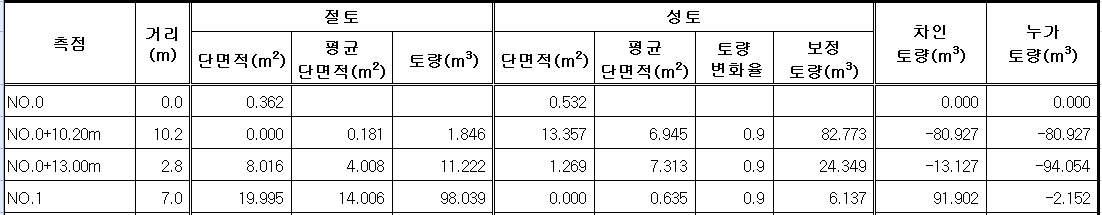 측점 거리 (m) 절토 성토 차인 토량(m³) 누가 토량(m³)
단면적(m²) 평균 단면적(m²) 토량(m³) 단면적(m²) 평균 단면적(m²) 토량 변화율 보정 토량(m³)
NO.0 0.0 0.362 0.532 0.000 0.000
NO.0+10.20m 10.2 0.000 0.181 1.846 13.357 6.945 0.9 82.773 -80.927 -80.927
NO.0+13.00m 2.8 8.016 4.008 11.222 1.269 7.313 0.9 24.349 -13.127 -94.054
NO.1 7.0 19.995 14.006 98.039 0.000 0.635 0.9 6.137 91.902 -2.152